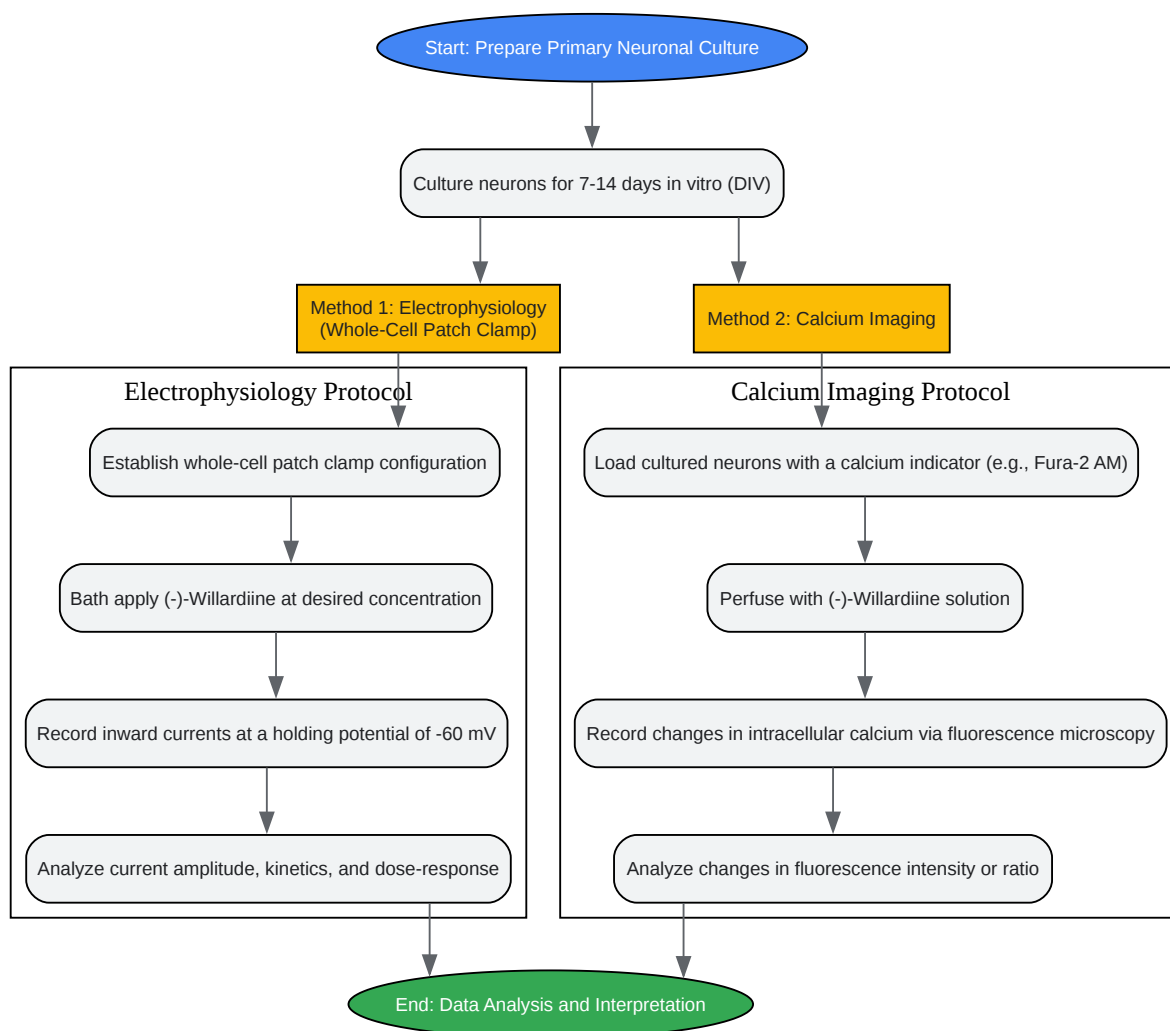 Start: Prepare Primary Neuronal Culture
Culture neurons for 7-14 days in vitro (DIV)
Method 1: Electrophysiology
(Whole-Cell Patch Clamp)
Method 2: Calcium Imaging
Electrophysiology Protocol
Establish whole-cell patch clamp configuration
Bath apply (-)-Willardiine at desired concentration
Record inward currents at a holding potential of -60 mV
Analyze current amplitude, kinetics, and dose-response
Calcium Imaging Protocol
Load cultured neurons with a calcium indicator (e.g., Fura-2 AM)
Perfuse with (-)-Willardiine solution
Record changes in intracellular calcium via fluorescence microscopy
Analyze changes in fluorescence intensity or ratio
End: Data Analysis and Interpretation